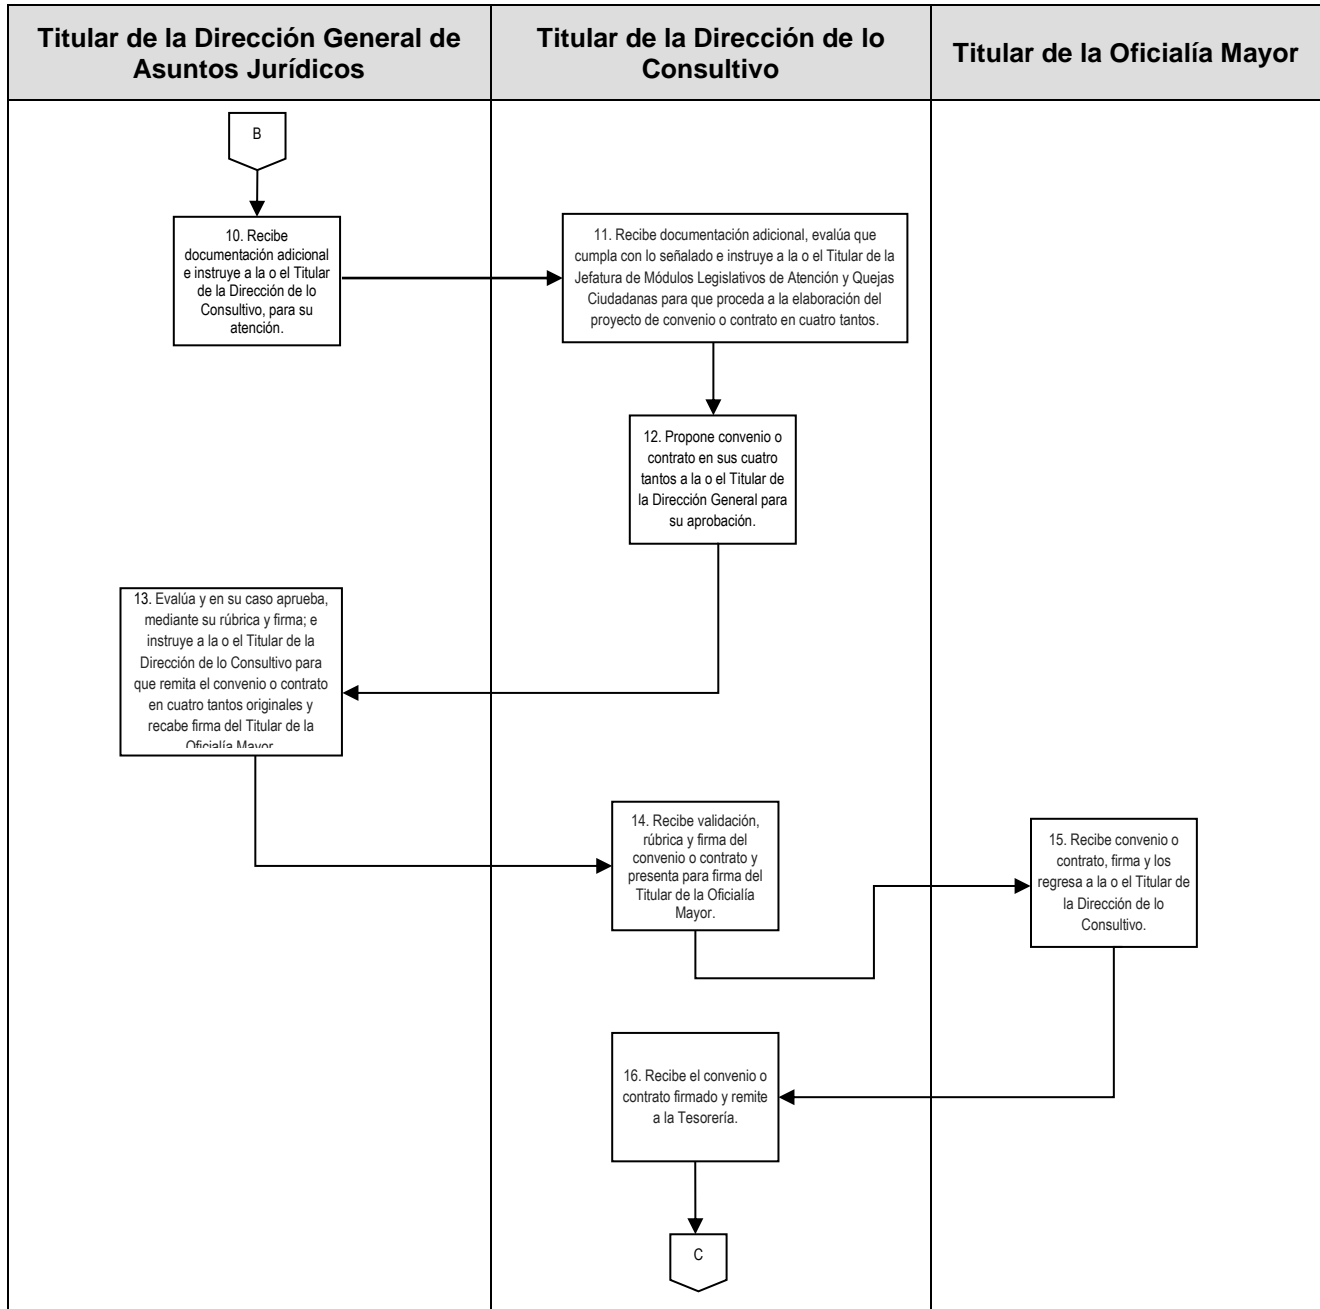 Titular de la Dirección General de
Asuntos Jurídicos
Titular de la Dirección de lo
Consultivo
Titular de la Oficialía Mayor
B
10. Recibe
documentación adicional
e instruye a la o el Titular
de la Dirección de lo
Consultivo, para su
atención.
11. Recibe documentación adicional, evalúa que
cumpla con lo señalado e instruye a la o el Titular de la
Jefatura de Módulos Legislativos de Atención y Quejas
Ciudadanas para que proceda a la elaboración del
proyecto de convenio o contrato en cuatro tantos.
12. Propone convenio o
contrato en sus cuatro
tantos a la o el Titular de
la Dirección General para
su aprobación.
13. Evalúa y en su caso aprueba,
mediante su rúbrica y firma; e
instruye a la o el Titular de la
Dirección de lo Consultivo para
que remita el convenio o contrato
en cuatro tantos originales y
recabe firma del Titular de la
Oficialía Mayor
14. Recibe validación,
rúbrica y firma del
convenio o contrato y
presenta para firma del
Titular de la Oficialía
Mayor.
15. Recibe convenio o
contrato, firma y los
regresa a la o el Titular de
la Dirección de lo
Consultivo.
16. Recibe el convenio o
contrato firmado y remite
a la Tesorería.
C